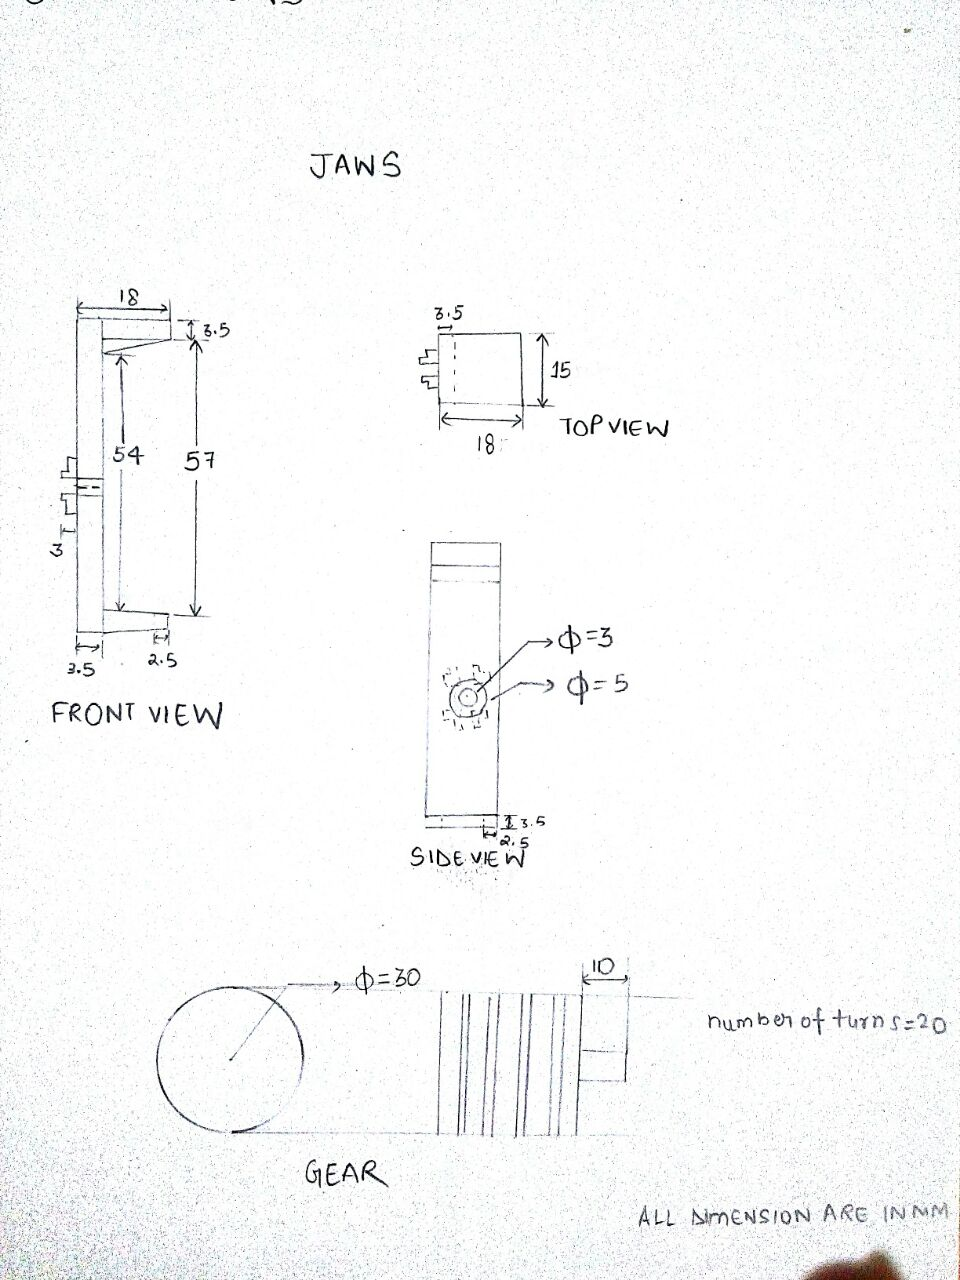 JAWS
18
3.5
54
57
3
3.5
2.5
FRONT VIEW
3.5
15
18
TOP VIEW
ϕ=3
ϕ=5
3.5
2.5
SIDE VIEW
ϕ=30
10
number of turns=20
GEAR
ALL DIMENSION ARE IN MM